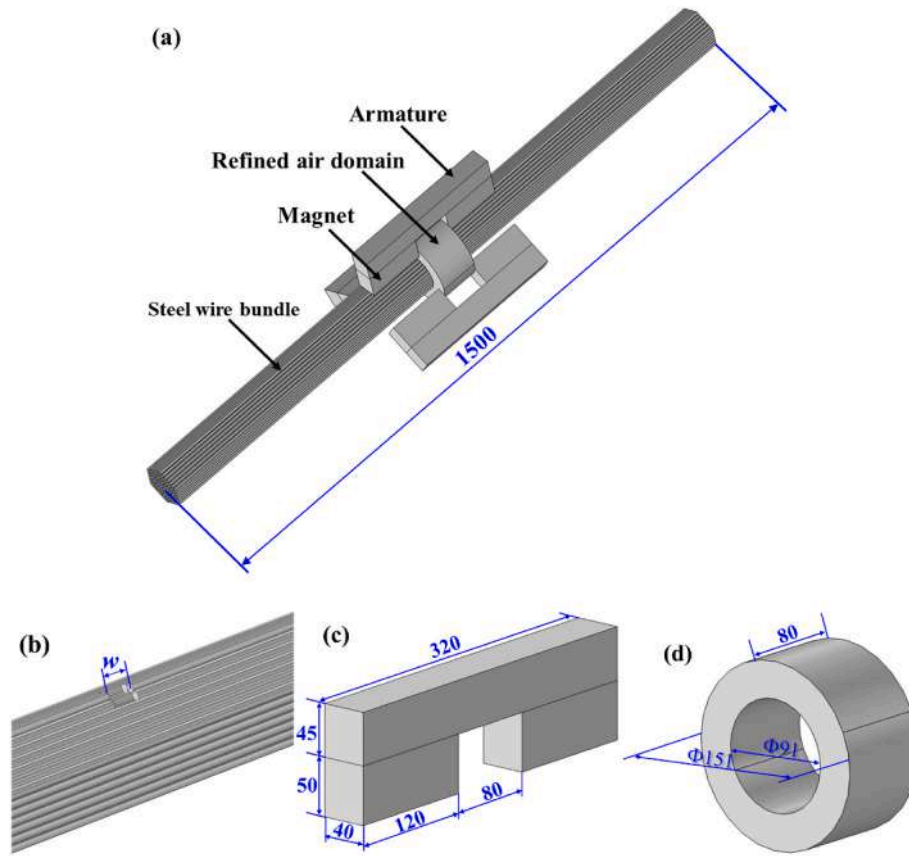 (a)
Armature
Refined air domain
Magnet
Steel wire bundle
1500
(b)
w
(c)
320
45
50
40
120
80
(d)
80
Φ91
Φ151